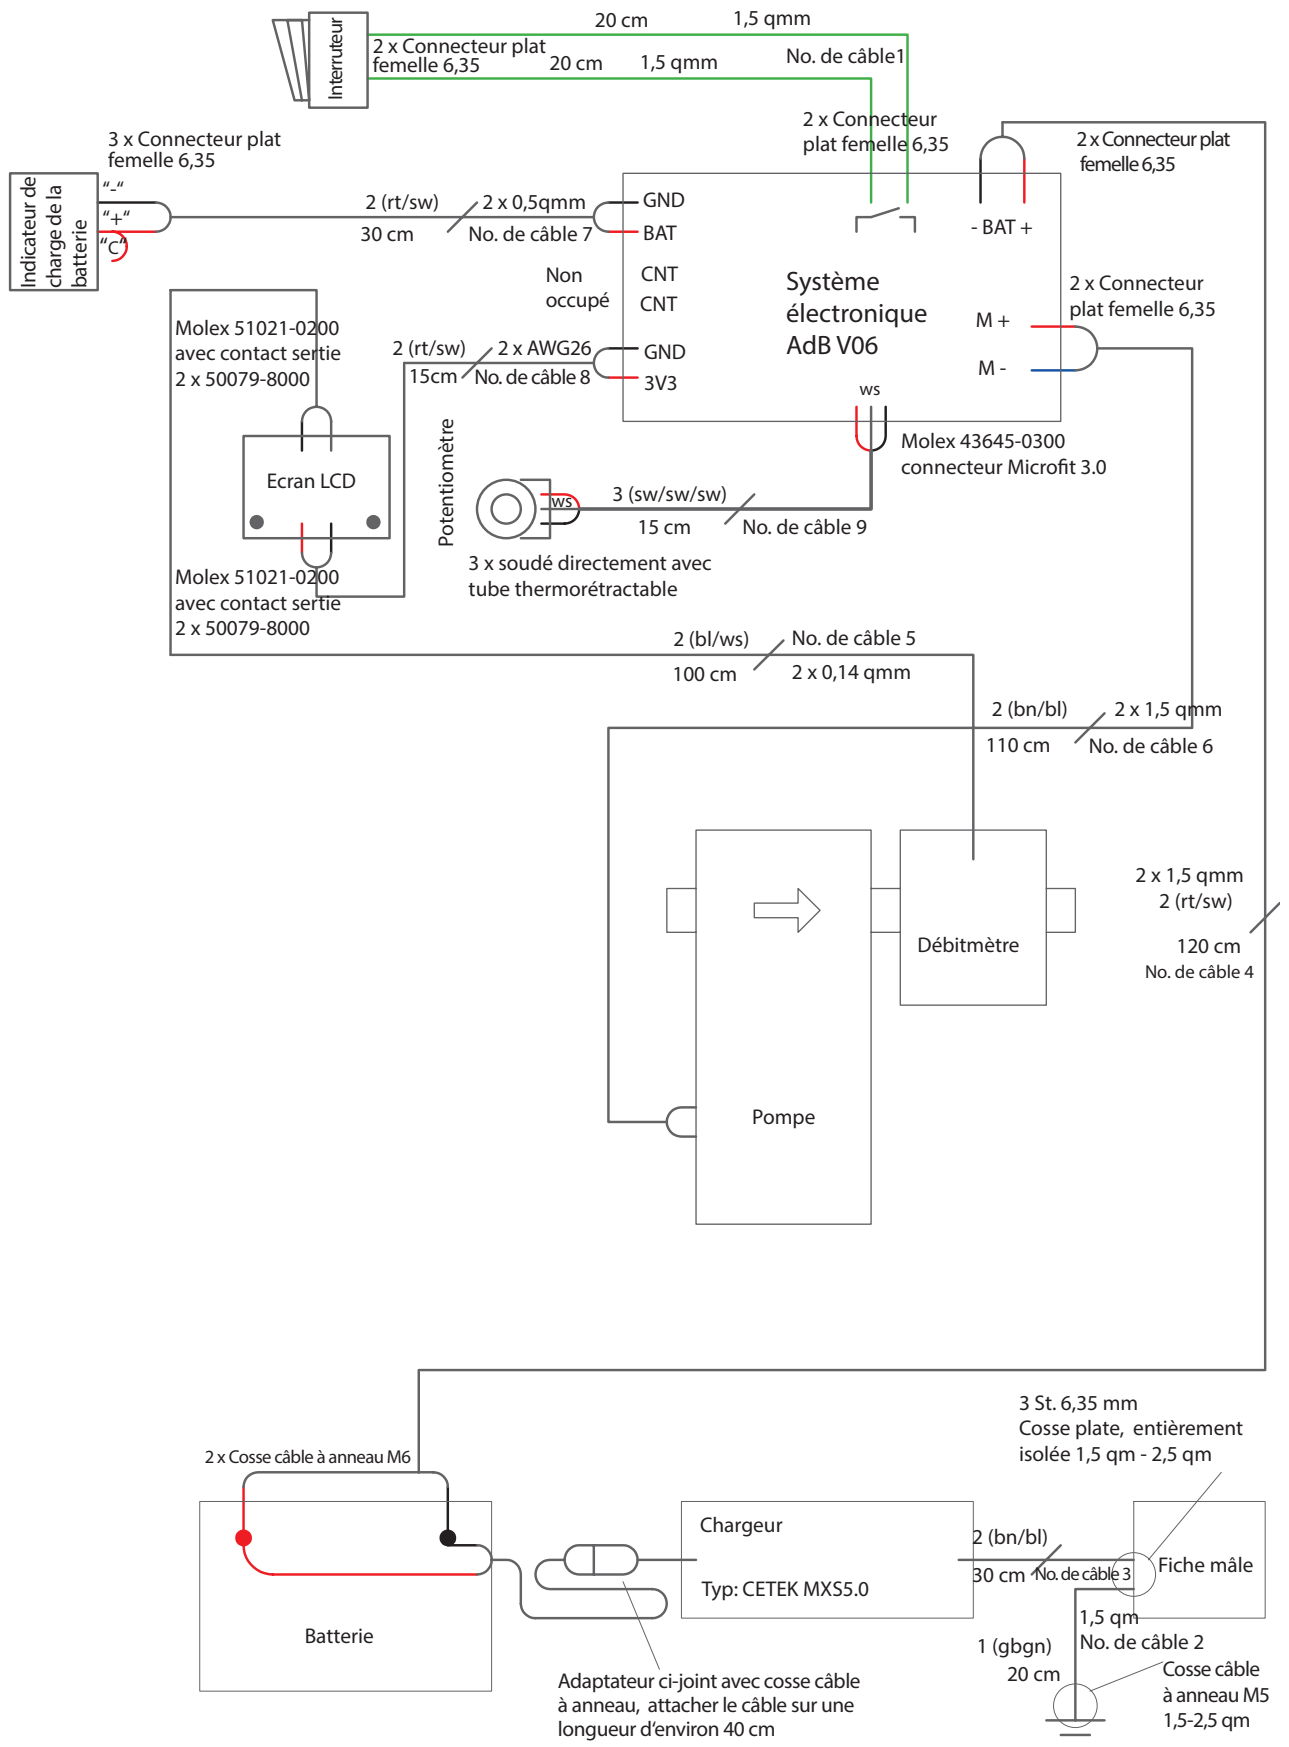 20 cm 1,5 qmm
Interruteur
2 x Connecteur plat
femelle 6,35
20 cm 1,5 qmm
No. de câble1
2 x Connecteur
plat femelle 6,35
2 x Connecteur plat
femelle 6,35
3 x Connecteur plat
femelle 6,35
Indicateur de
charge de la
batterie
“-“
“+“
“C“
2 (rt/sw)
30 cm
2 x 0,5qmm
No. de câble 7
GND
BAT
Non
occupé
CNT
CNT
GND
3V3
- BAT +
Système
électronique
AdB V06
M +
M -
2 x Connecteur
plat femelle 6,35
ws
Molex 51021-0200
avec contact sertie
2 x 50079-8000
2 (rt/sw)
15cm
2 x AWG26
No. de câble 8
Molex 43645-0300
connecteur Microfit 3.0
Ecran LCD
Potentiomètre
ws
3 (sw/sw/sw)
15 cm
No. de câble 9
3 x soudé directement avec
tube thermorétractable
Molex 51021-0200
avec contact sertie
2 x 50079-8000
2 (bl/ws)
100 cm
No. de câble 5
2 x 0,14 qmm
2 (bn/bl)
110 cm
2 x 1,5 qmm
No. de câble 6
2 x 1,5 qmm
2 (rt/sw)
120 cm
No. de câble 4
Débitmètre
Pompe
3 St. 6,35 mm
Cosse plate, entièrement
isolée 1,5 qm - 2,5 qm
2 x Cosse câble à anneau M6
Batterie
Chargeur
Typ: CETEK MXS5.0
2 (bn/bl)
30 cm
No. de câble 3
Fiche mâle
1,5 qm
No. de câble 2
1 (gbgn)
20 cm
Cosse câble
à anneau M5
1,5-2,5 qm
Adaptateur ci-joint avec cosse câble
à anneau, attacher le câble sur une
longueur d‘environ 40 cm